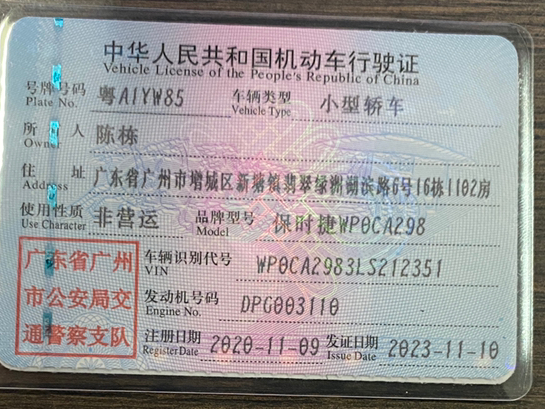 中华人民共和国机动车行驶证
Vehicle License of the People's Republic of China
号牌号码 粤A1YW85 车辆类型 小型轿车
Plate No. Vehicle Type
所 人 陈栋
Owner
住 址 广东省广州市增城区新塘镇翡翠绿洲湖滨路6号16栋1102房
Address
使用性质 非营运 品牌型号 保时捷WP0CA298
Use Character Model
广东省广州
市公安局交
通警察支队
车辆识别代号 WP0CA2983LS212351
VIN
发动机号码 DPG003110
Engine No.
注册日期 2020-11-09 发证日期 2023-11-10
Register Date Issue Date